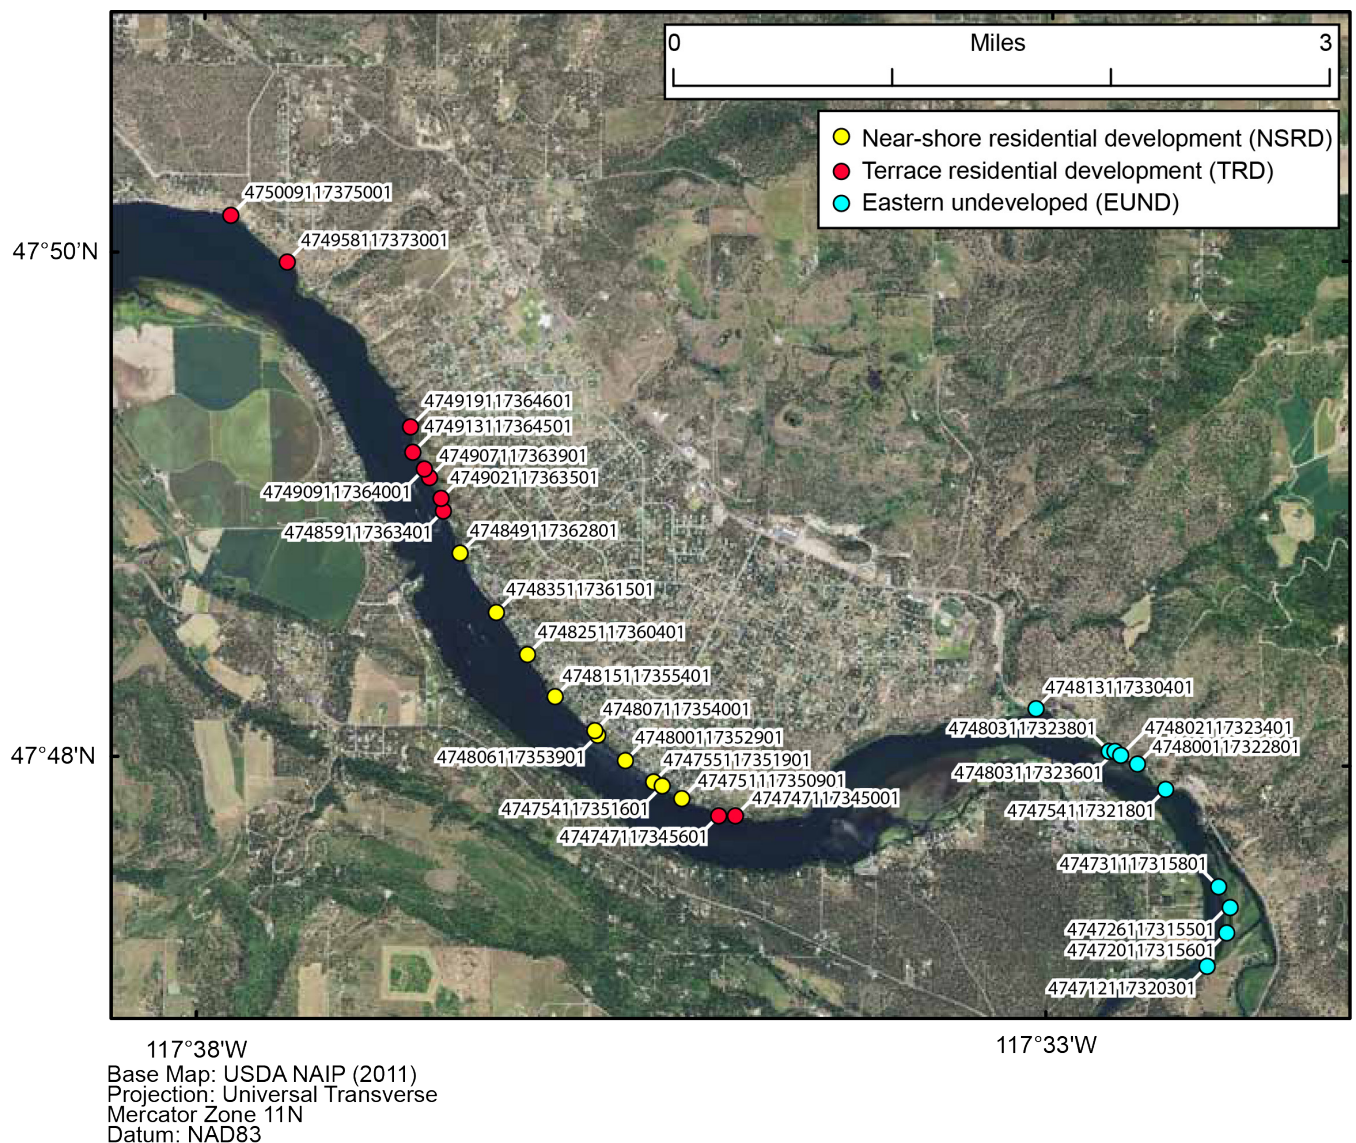 0 Miles 3
Near-shore residential development (NSRD)
Terrace residential development (TRD)
Eastern undeveloped (EUND)
475009117375001
474958117373001
47°50'N
474919117364601
474913117364501
474907117363901
474902117363501
474909117364001
474859117363401
474849117362801
474835117361501
474825117360401
474815117355401
474813117330401
474807117354001
474803117323801
474802117323401
474800117352901
474800117322801
47°48'N
474806117353901
474755117351901
474803117323601
474751117350901
474747117345001
474754117351601
474754117321801
474747117345601
474731117315801
474726117315501
474720117315601
474712117320301
117°38'W
117°33'W
Base Map: USDA NAIP (2011)
Projection: Universal Transverse
Mercator Zone 11N
Datum: NAD83